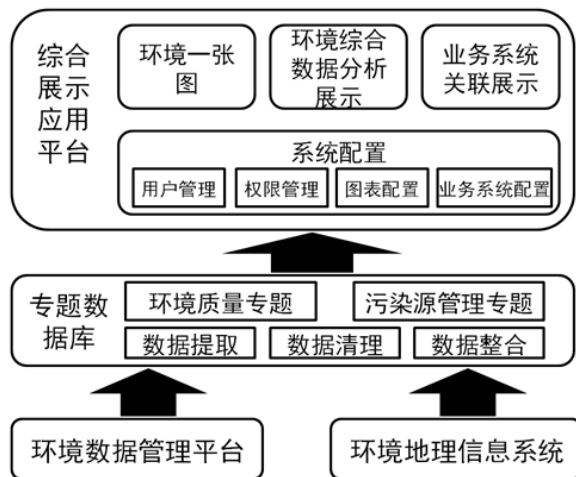 综合
展示
应用
平台
环境一张
图
环境综合
数据分析
展示
业务系统
关联展示
系统配置
用户管理
权限管理
图表配置
业务系统配置
专题数
据库
环境质量专题
污染源管理专题
数据提取
数据清理
数据整合
环境数据管理平台
环境地理信息系统